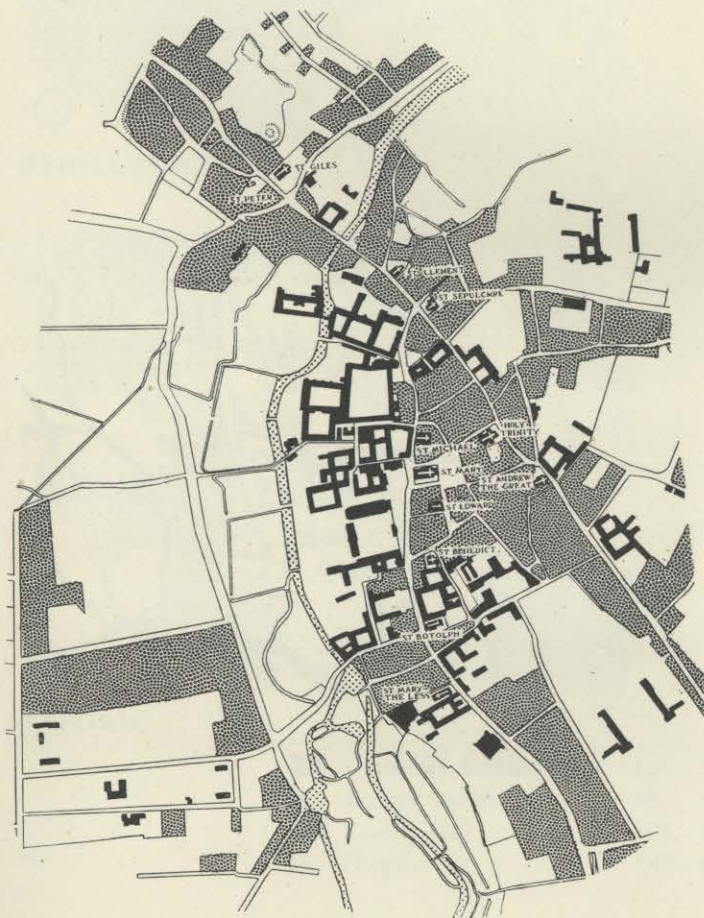 ST GILES
ST PETER
ST CLEMENT
ST SEPULCHRE
HOLY
TRINITY
ST MICHAEL
ST MARY
ST ANDREW
THE GREAT
ST EDWARD
ST BENEDICT
ST BOTOLPH
ST MARY
THE LESS